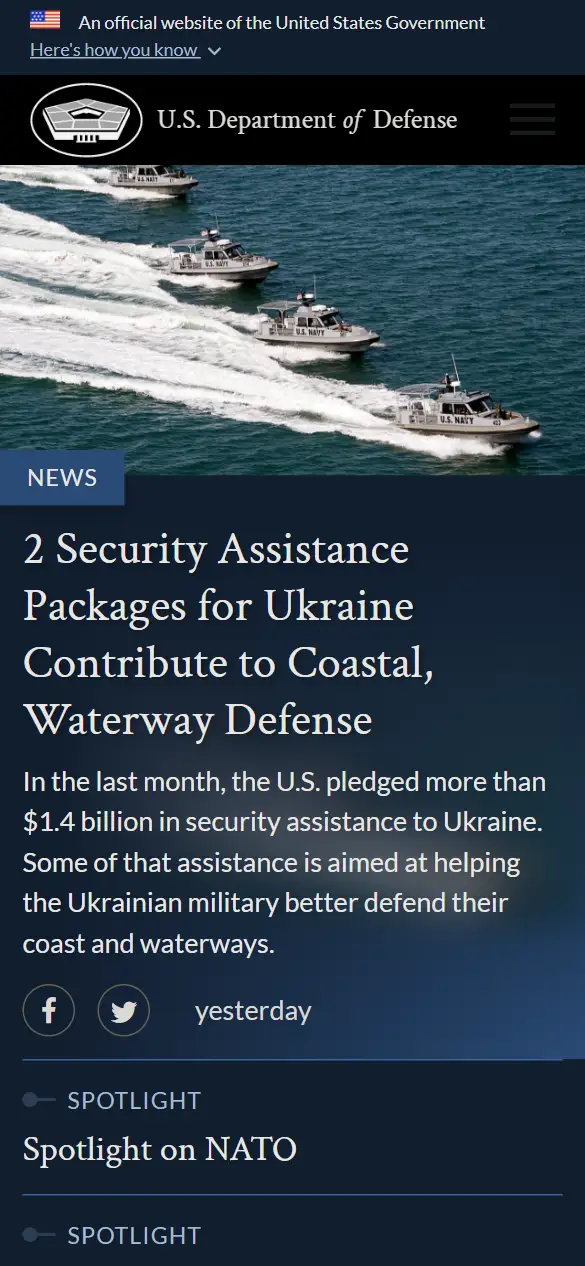 An official website of the United States Government
Here's how you know
U.S. Department of Defense
U.S. NAVY
U.S. NAVY
U.S. NAVY
U.S. NAVY
NEWS
2 Security Assistance
Packages for Ukraine
Contribute to Coastal,
Waterway Defense
In the last month, the U.S. pledged more than
$1.4 billion in security assistance to Ukraine.
Some of that assistance is aimed at helping
the Ukrainian military better defend their
coast and waterways.
yesterday
SPOTLIGHT
Spotlight on NATO
SPOTLIGHT